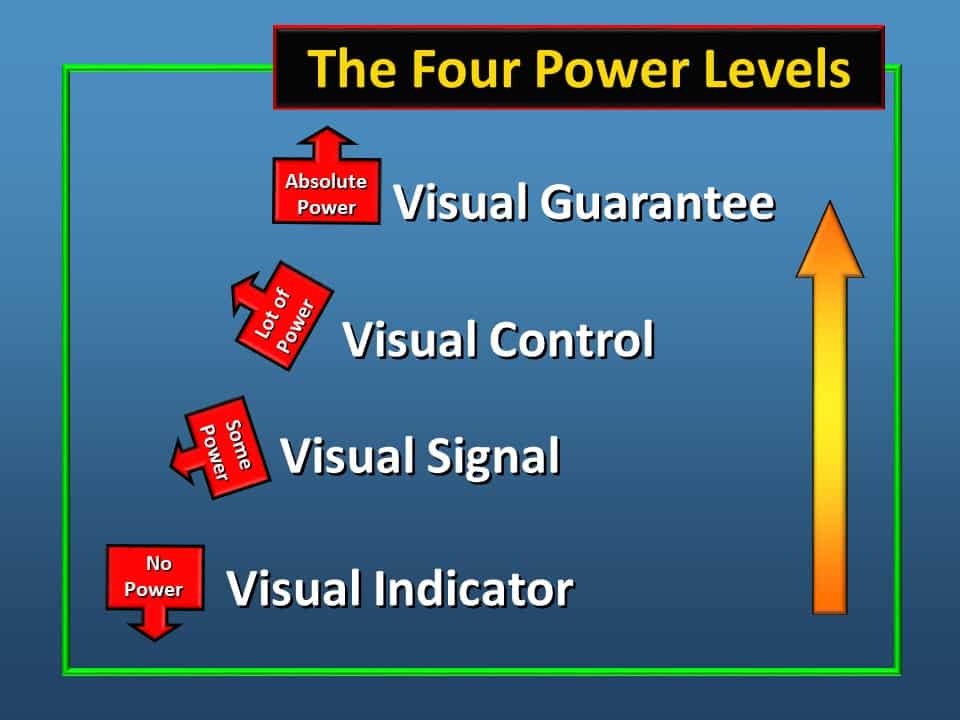 The Four Power Levels
Absolute
Power
Visual Guarantee
Lot of
Power
Visual Control
Some
Power
Visual Signal
No
Power
Visual Indicator